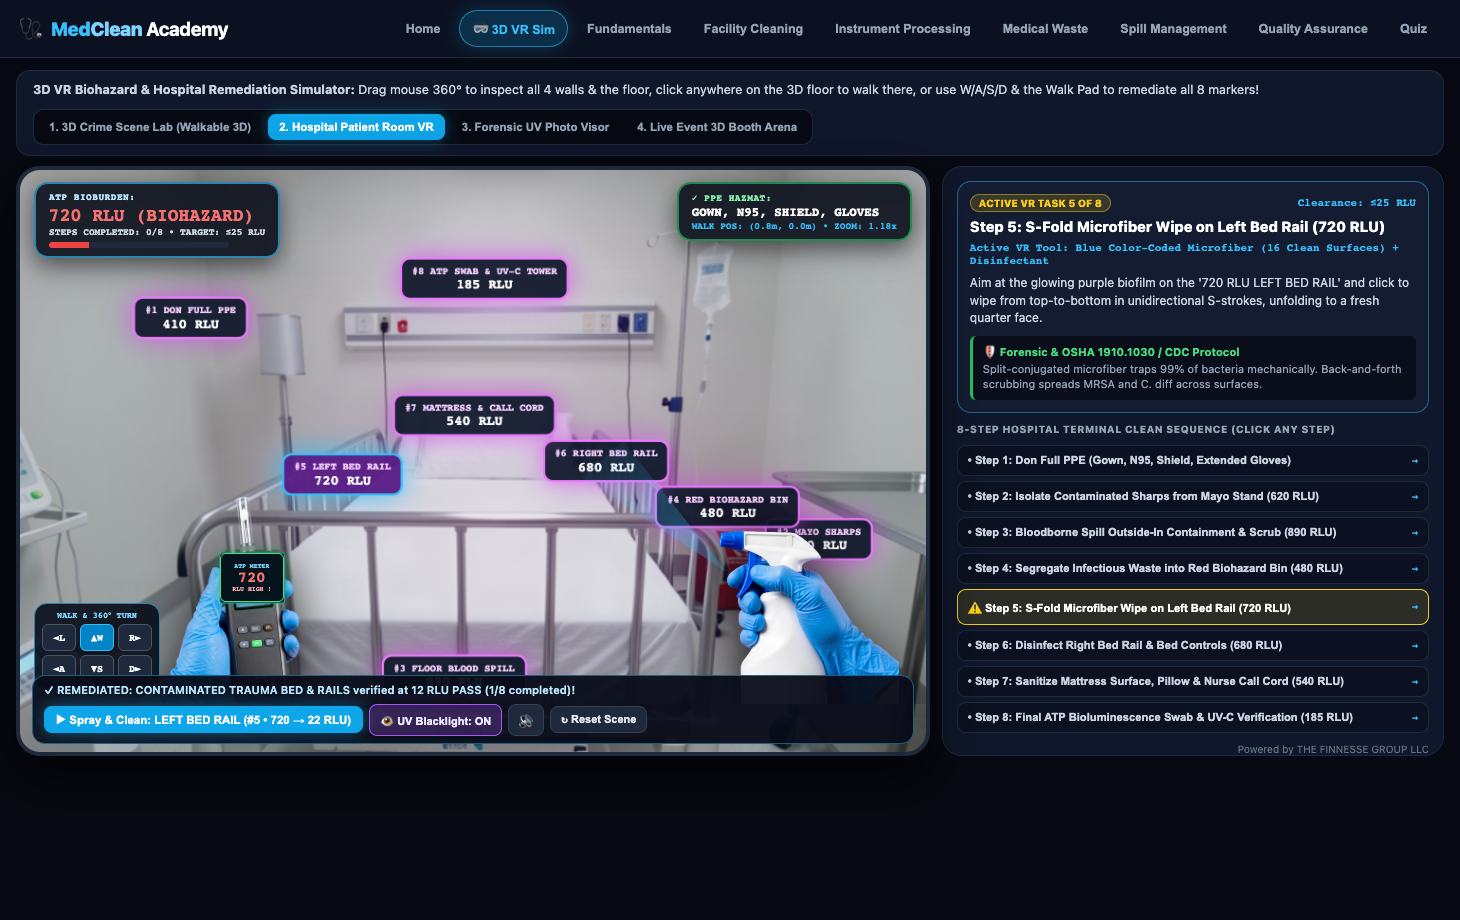 MedClean Academy
Home
3D VR Sim
Fundamentals
Facility Cleaning
Instrument Processing
Medical Waste
Spill Management
Quality Assurance
Quiz
3D VR Biohazard & Hospital Remediation Simulator: Drag mouse 360° to inspect all 4 walls & the floor, click anywhere on the 3D floor to walk there, or use W/A/S/D & the Walk Pad to remediate all 8 markers!
1. 3D Crime Scene Lab (Walkable 3D)
2. Hospital Patient Room VR
3. Forensic UV Photo Visor
4. Live Event 3D Booth Arena
ATP BIOBURDEN:
720 RLU (BIOHAZARD)
STEPS COMPLETED: 0/8 • TARGET: ≤25 RLU
✓ PPE HAZMAT:
GOWN, N95, SHIELD, GLOVES
WALK POS: (0.8m, 0.0m) • ZOOM: 1.18x
#8 ATP SWAB & UV-C TOWER
185 RLU
#1 DON FULL PPE
410 RLU
#7 MATTRESS & CALL CORD
540 RLU
#6 RIGHT BED RAIL
680 RLU
#5 LEFT BED RAIL
720 RLU
#4 RED BIOHAZARD BIN
480 RLU
MAYO SHARPS
RLU
ATP METER
720
RLU HIGH !
WALK & 360° TURN
◄L
▲W
R►
◄A
▼S
D►
#3 FLOOR BLOOD SPILL
✓ REMEDIATED: CONTAMINATED TRAUMA BED & RAILS verified at 12 RLU PASS (1/8 completed)!
▶ Spray & Clean: LEFT BED RAIL (#5 • 720 → 22 RLU)
UV Blacklight: ON
↻ Reset Scene
ACTIVE VR TASK 5 OF 8
Clearance: ≤25 RLU
Step 5: S-Fold Microfiber Wipe on Left Bed Rail (720 RLU)
Active VR Tool: Blue Color-Coded Microfiber (16 Clean Surfaces) +
Disinfectant
Aim at the glowing purple biofilm on the '720 RLU LEFT BED RAIL' and click to
wipe from top-to-bottom in unidirectional S-strokes, unfolding to a fresh
quarter face.
Forensic & OSHA 1910.1030 / CDC Protocol
Split-conjugated microfiber traps 99% of bacteria mechanically. Back-and-forth
scrubbing spreads MRSA and C. diff across surfaces.
8-STEP HOSPITAL TERMINAL CLEAN SEQUENCE (CLICK ANY STEP)
• Step 1: Don Full PPE (Gown, N95, Shield, Extended Gloves) →
• Step 2: Isolate Contaminated Sharps from Mayo Stand (620 RLU) →
• Step 3: Bloodborne Spill Outside-In Containment & Scrub (890 RLU) →
• Step 4: Segregate Infectious Waste into Red Biohazard Bin (480 RLU) →
⚠ Step 5: S-Fold Microfiber Wipe on Left Bed Rail (720 RLU) →
• Step 6: Disinfect Right Bed Rail & Bed Controls (680 RLU) →
• Step 7: Sanitize Mattress Surface, Pillow & Nurse Call Cord (540 RLU) →
• Step 8: Final ATP Bioluminescence Swab & UV-C Verification (185 RLU) →
Powered by THE FINNESSE GROUP LLC